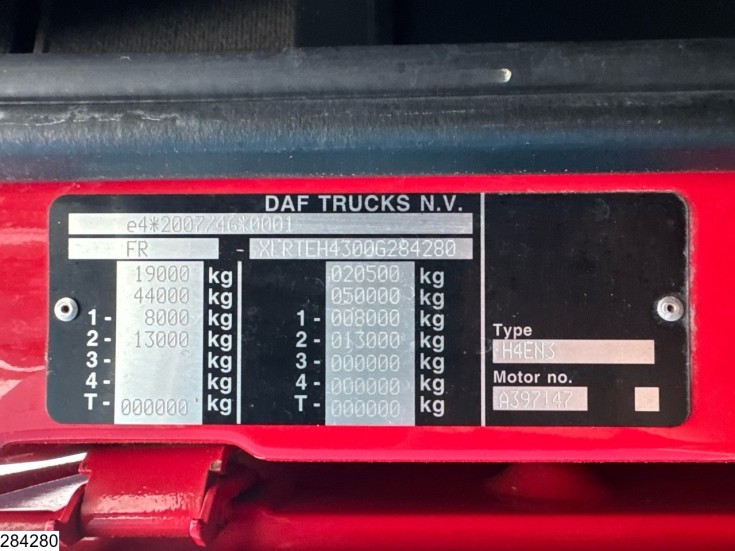 DAF TRUCKS N.V.
e4*2007/46*0001
FR - XLRTEH4300G284280
19000 kg 020500 kg
44000 kg 050000 kg
1- 8000 kg 1- 008000 kg
2- 13000 kg 2- 013000 kg
3- kg 3- 000000 kg
4- kg 4- 000000 kg
T- 000000 kg T- 000000 kg
Type
H4EN3
Motor no.
A397147
284280